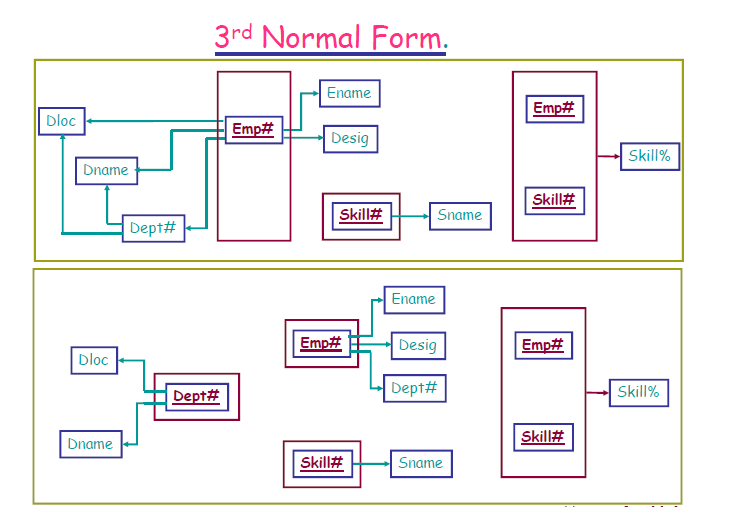 3rd Normal Form.
Ename
Dloc
Emp#
Emp#
Desig
Dname
Skill%
Skill#
Skill#
Sname
Dept#
Ename
Emp#
Desig
Emp#
Dloc
Dept#
Skill%
Dept#
Dname
Skill#
Sname
Skill#